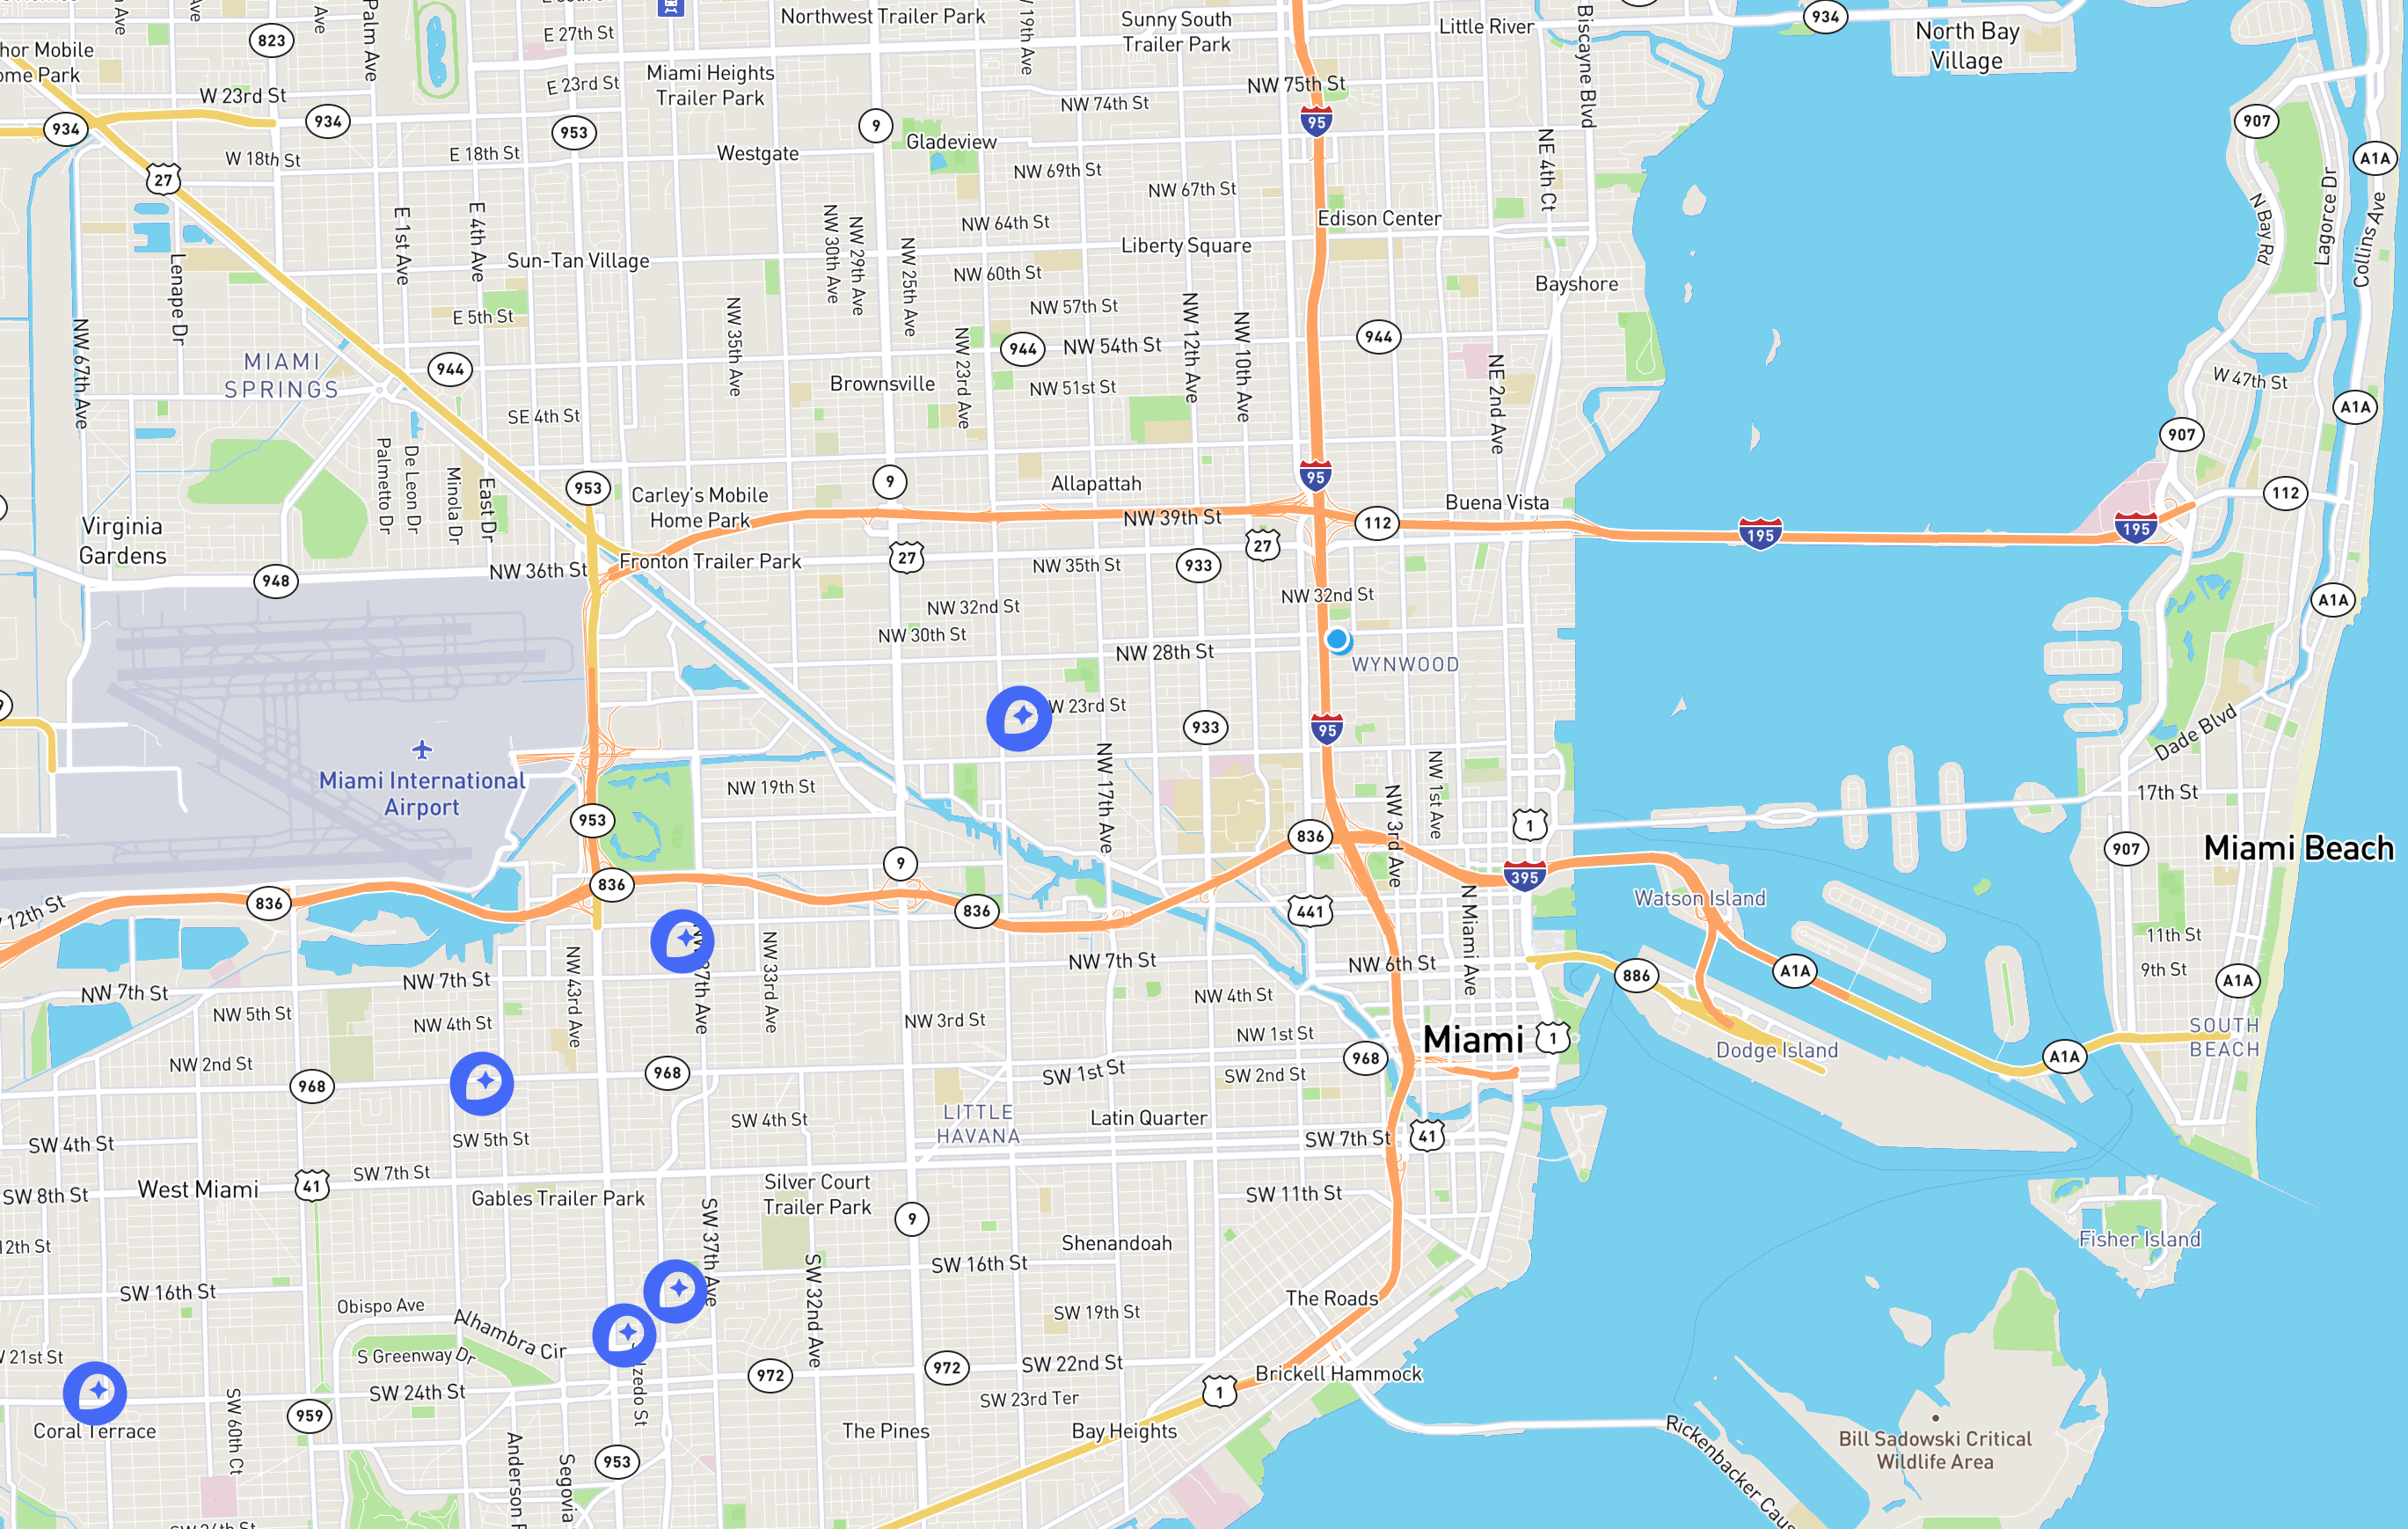 Northwest Trailer Park
Sunny South
Trailer Park
Little River
934
North Bay
Village
hor Mobile
ome Park
823
Palm Ave
Ave
Ave
Ave
E 27th St
19th Ave
Biscayne Blvd
W 23rd St
E 23rd St
Miami Heights
Trailer Park
NW 75th St
NW 74th St
934
934
953
9
95
907
A1A
27
W 18th St
E 18th St
Westgate
Gladeview
NW 69th St
NW 67th St
NE 4th Ct
Lenape Dr
E 1st Ave
E 4th Ave
Sun-Tan Village
NW 30th Ave
NW 29th Ave
NW 25th Ave
NW 64th St
Liberty Square
Edison Center
NW 60th St
N Bay Rd
Lagorce Dr
Collins Ave
NW 67th Ave
E 5th St
NW 35th Ave
NW 57th St
NW 12th Ave
NW 10th Ave
Bayshore
MIAMI
SPRINGS
944
Brownsville
NW 23rd Ave
944
NW 54th St
NW 51st St
944
NE 2nd Ave
W 47th St
A1A
SE 4th St
907
Palmetto Dr
De Leon Dr
Minola Dr
East Dr
953
Carley's Mobile
Home Park
9
Allapattah
95
Buena Vista
112
Virginia
Gardens
NW 39th St
112
195
195
948
NW 36th St
Fronton Trailer Park
27
NW 35th St
933
27
NW 32nd St
NW 32nd St
A1A
NW 30th St
NW 28th St
WYNWOOD
W 23rd St
933
95
Dade Blvd
Miami International
Airport
NW 19th St
NW 17th Ave
NW 3rd Ave
NW 1st Ave
17th St
953
9
836
1
907
Miami Beach
836
836
836
441
395
Watson Island
12th St
N Miami Ave
11th St
NW 43rd Ave
37th Ave
NW 33rd Ave
NW 7th St
NW 7th St
NW 7th St
NW 6th St
886
A1A
9th St
A1A
NW 5th St
NW 4th St
NW 3rd St
NW 4th St
NW 1st St
Miami
1
SOUTH
BEACH
Dodge Island
A1A
NW 2nd St
968
968
SW 1st St
SW 2nd St
968
SW 4th St
SW 5th St
SW 4th St
LITTLE
HAVANA
Latin Quarter
SW 7th St
41
SW 7th St
41
SW 8th St
West Miami
Gables Trailer Park
Silver Court
Trailer Park
SW 11th St
9
12th St
SW 37th Ave
SW 32nd Ave
Shenandoah
Fisher Island
SW 16th St
SW 16th St
Obispo Ave
Alhambra Cir
SW 19th St
The Roads
21st St
S Greenway Dr
972
972
SW 22nd St
Brickell Hammock
SW 24th St
zedo St
SW 23rd Ter
1
Coral Terrace
SW 60th Ct
959
Anderson
Segovia
953
The Pines
Bay Heights
Rickenbacker Caus
Bill Sadowski Critical
Wildlife Area